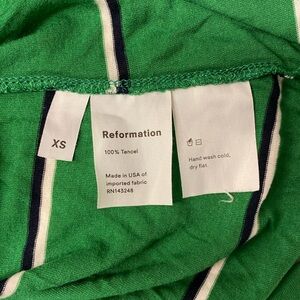 XS
Reformation
100% Tencel
Made in USA of
imported fabric
RN143248
Hand wash cold,
dry flat.